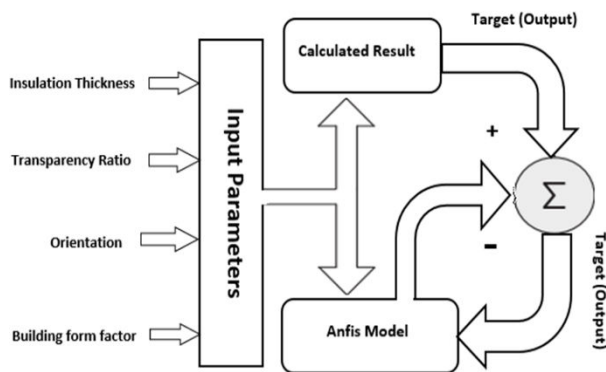 Target (Output)
Calculated Result
Insulation Thickness
Transparency Ratio
Orientation
Building form factor
Input Parameters
+
Σ
−
Target (Output)
Anfis Model